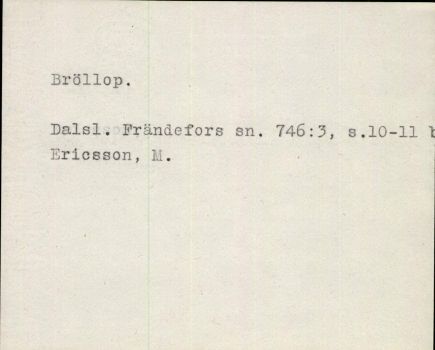 Bröllop.
Dalsl. Frändefors sn. 746:3, s.10-11
Ericsson, M.